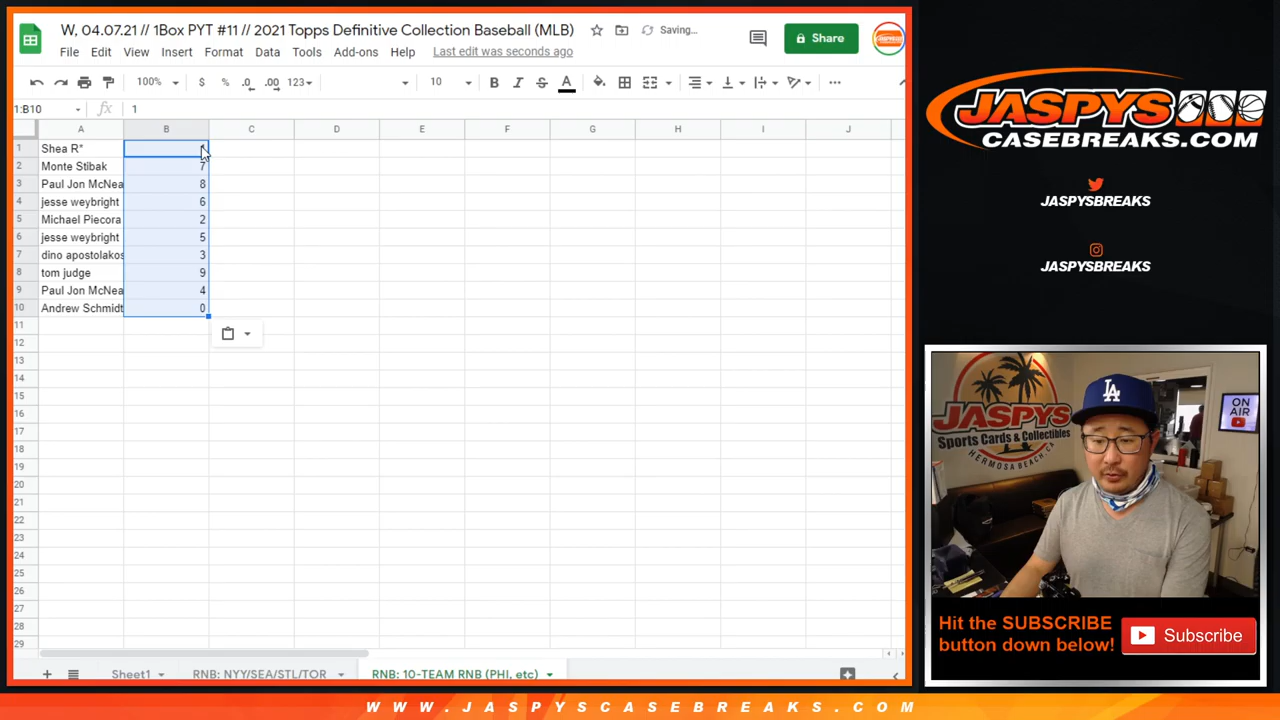 W, 04.07.21 // 1Box PYT #11 // 2021 Topps Definitive Collection Baseball (MLB)
Saving...
File Edit View Insert Format Data Tools Add-ons Help Last edit was seconds ago
Share
100% $ % .0 .00 123 10 B I S A
1:B10 fx 1
A B C D E F G H I J
1 Shea R*
2 Monte Stibak 7
3 Paul Jon McNea 8
4 jesse weybright 6
5 Michael Piecora 2
6 jesse weybright 5
7 dino apostolakos 3
8 tom judge 9
9 Paul Jon McNea 4
10 Andrew Schmidt 0
11
12
13
14
15
16
17
18
19
20
21
22
23
24
25
26
27
28
29
Sheet1 RNB: NYY/SEA/STL/TOR RNB: 10-TEAM RNB (PHI, etc)
JASPYS
CASEBREAKS.COM
JASPYSBREAKS
JASPYSBREAKS
JASPYS
Sports Cards & Collectibles
HERMOSA BEACH, CA
LA
ON
AIR
Hit the SUBSCRIBE
button down below!
Subscribe
WWW.JASPYSCASEBREAKS.COM